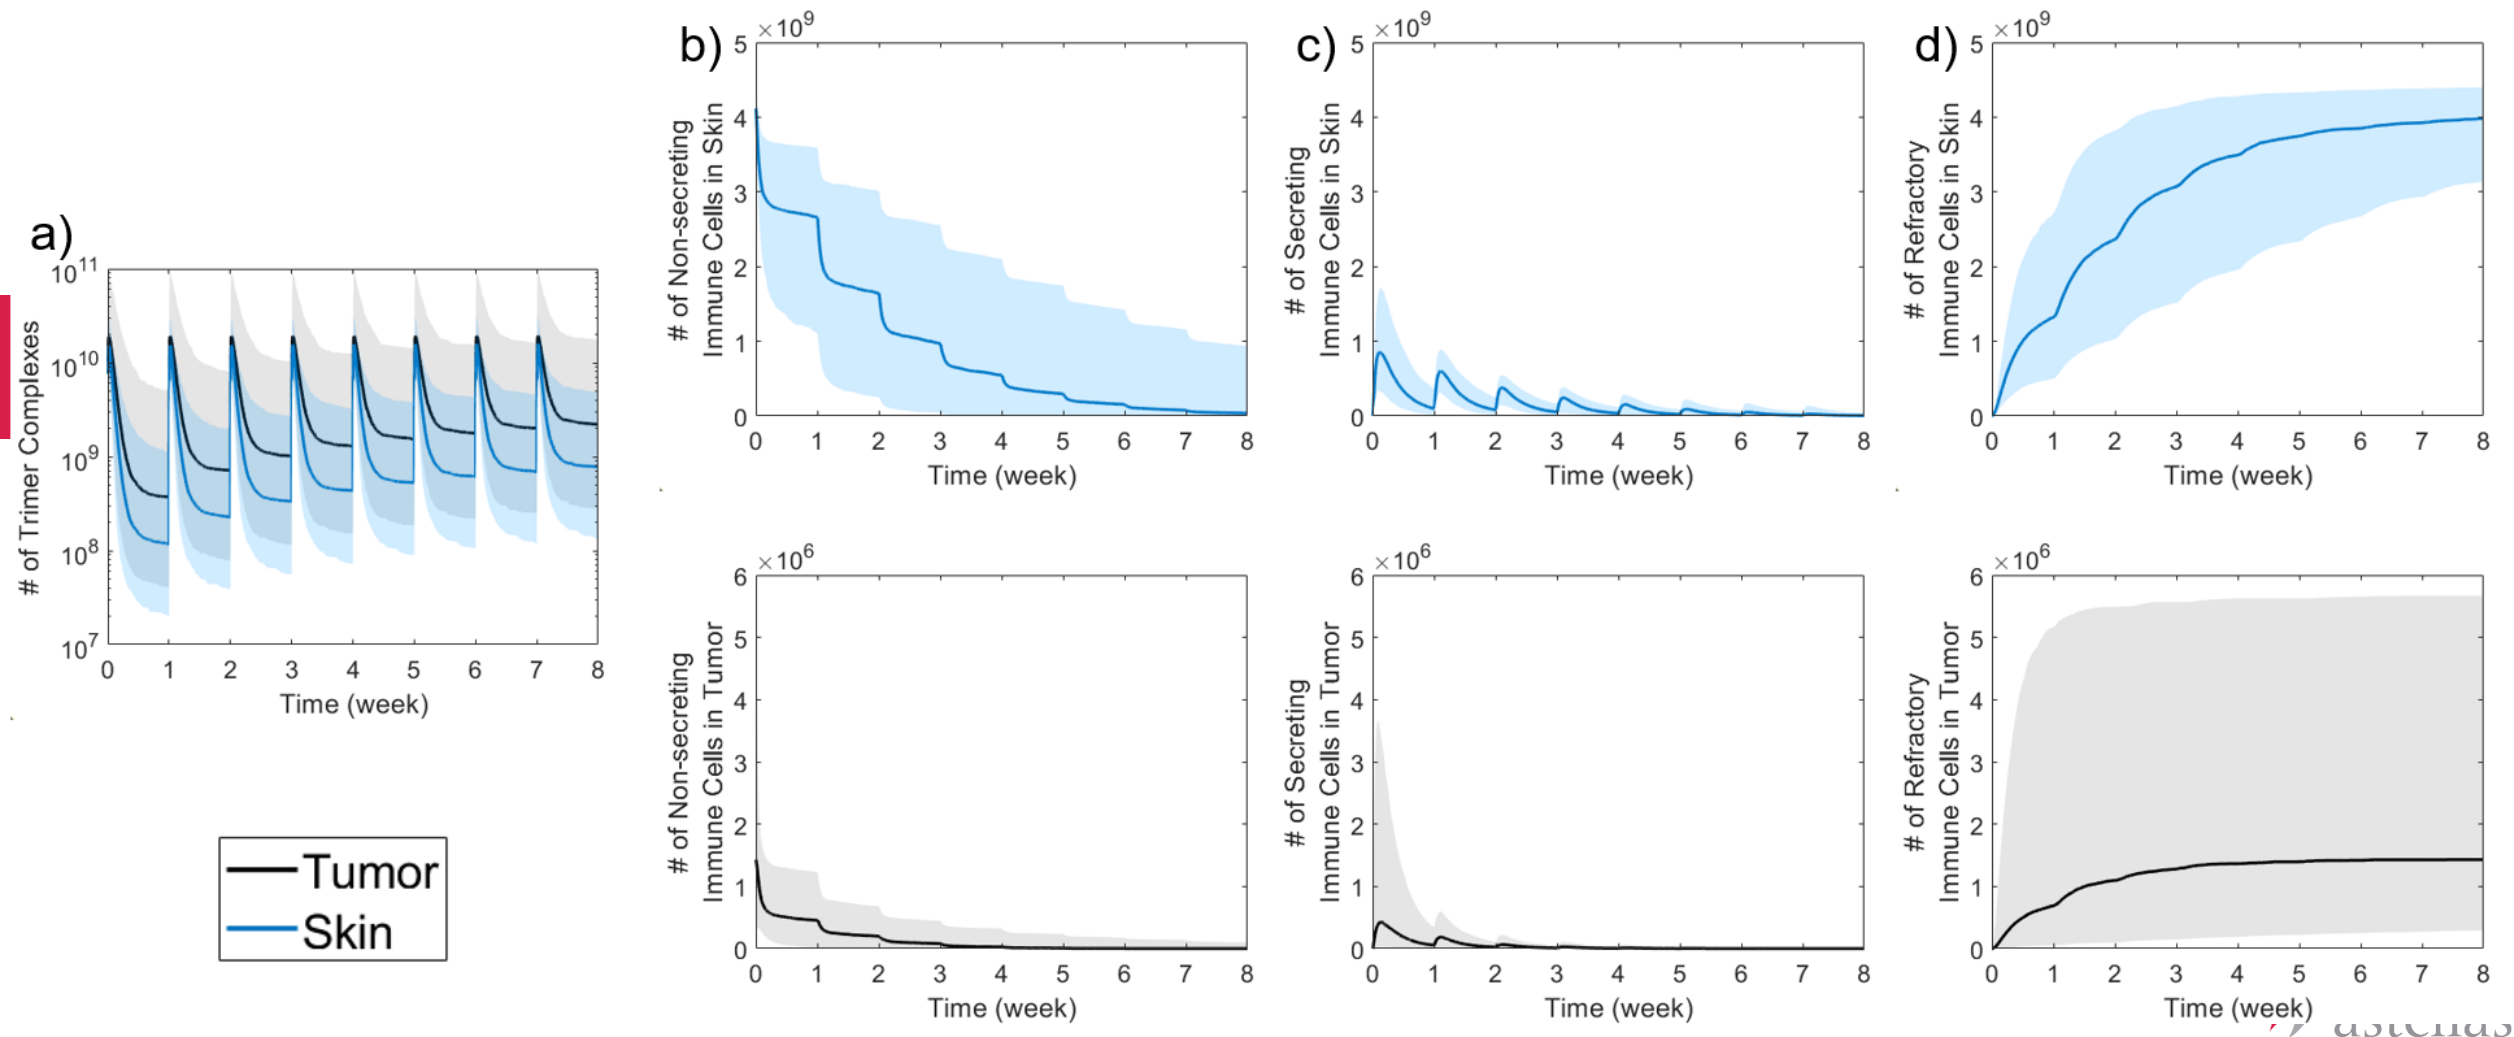 a)
10^11
10^10
10^9
10^8
10^7
# of Trimer Complexes
0 1 2 3 4 5 6 7 8
Time (week)
Tumor
Skin
b)
×10^9
5
4
3
2
1
0
# of Non-secreting
Immune Cells in Skin
0 1 2 3 4 5 6 7 8
Time (week)
c)
×10^9
5
4
3
2
1
0
# of Secreting
Immune Cells in Skin
0 1 2 3 4 5 6 7 8
Time (week)
d)
×10^9
5
4
3
2
1
0
# of Refractory
Immune Cells in Skin
0 1 2 3 4 5 6 7 8
Time (week)
×10^6
6
5
4
3
2
1
0
# of Non-secreting
Immune Cells in Tumor
0 1 2 3 4 5 6 7 8
Time (week)
×10^6
6
5
4
3
2
1
0
# of Secreting
Immune Cells in Tumor
0 1 2 3 4 5 6 7 8
Time (week)
×10^6
6
5
4
3
2
1
0
# of Refractory
Immune Cells in Tumor
0 1 2 3 4 5 6 7 8
Time (week)
astellas